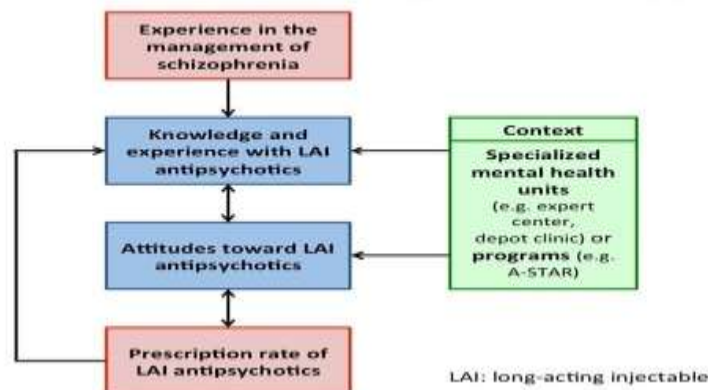 Experience in the
management of
schizophrenia
Knowledge and
experience with LAI
antipsychotics
Attitudes toward LAI
antipsychotics
Prescription rate of
LAI antipsychotics
Context
Specialized
mental health
units
(e.g. expert
center,
depot clinic) or
programs (e.g.
A-STAR)
LAI: long-acting injectable